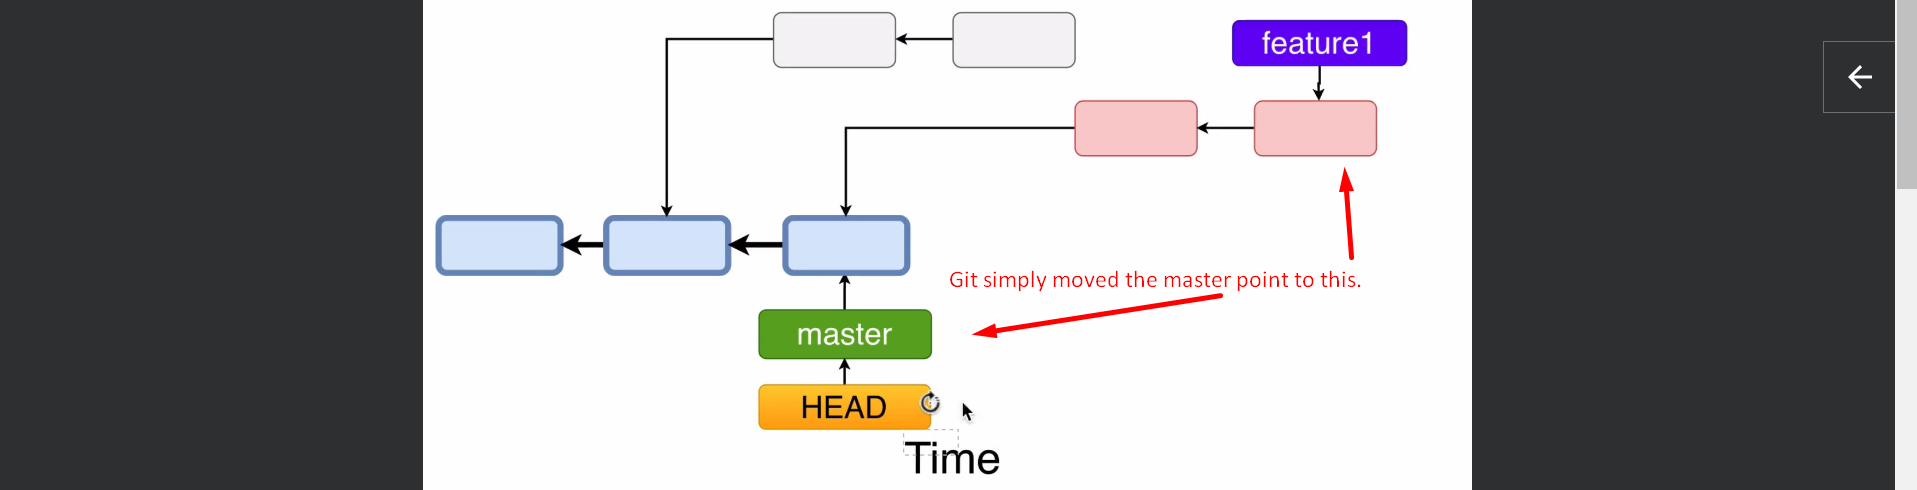 feature1
Git simply moved the master point to this.
master
HEAD
Time